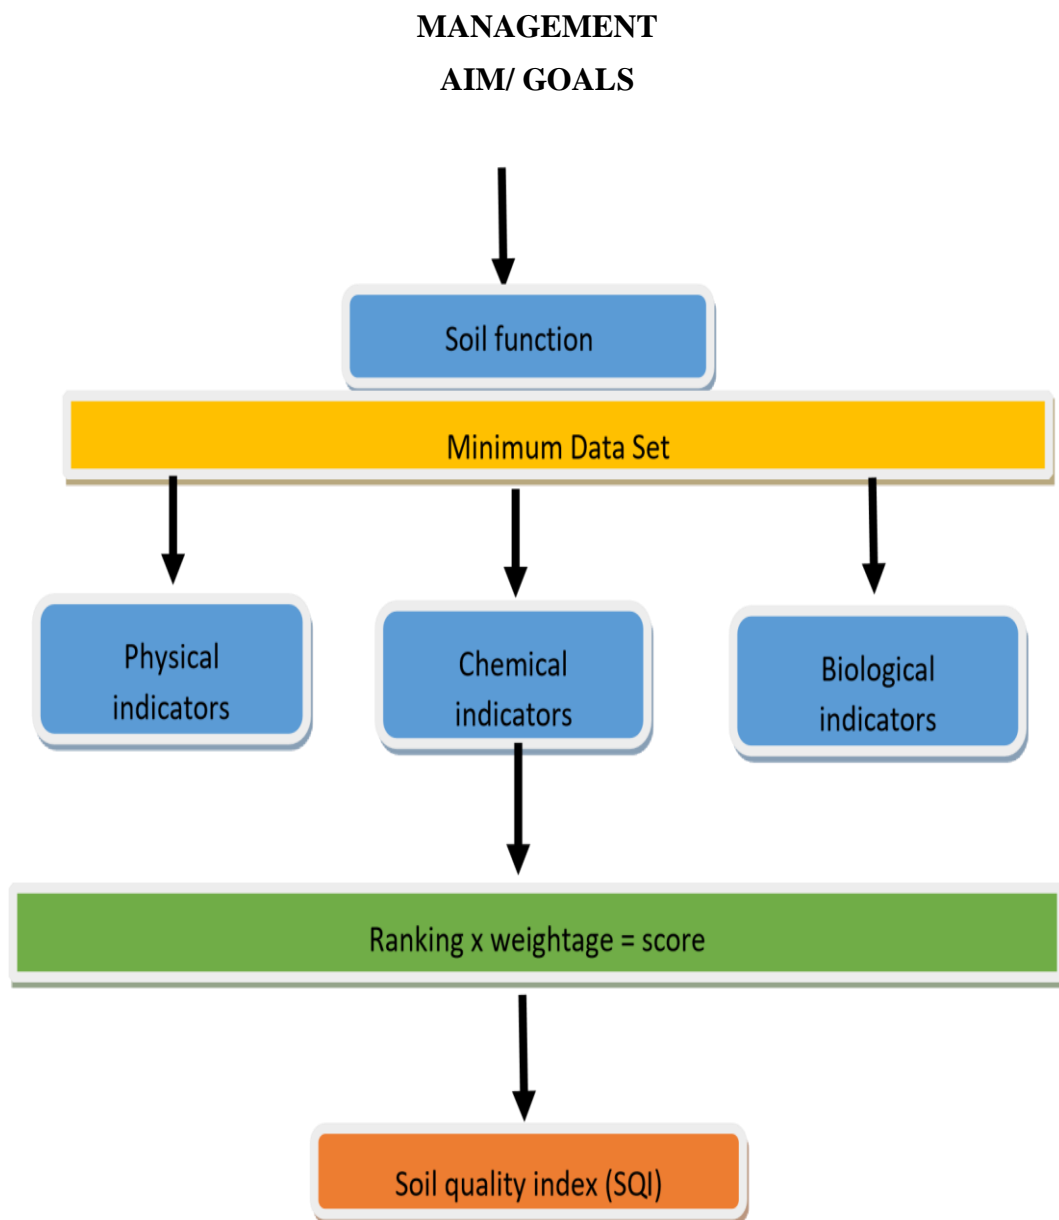 MANAGEMENT
AIM/ GOALS
Soil function
Minimum Data Set
Physical
indicators
Chemical
indicators
Biological
indicators
Ranking x weightage = score
Soil quality index (SQI)